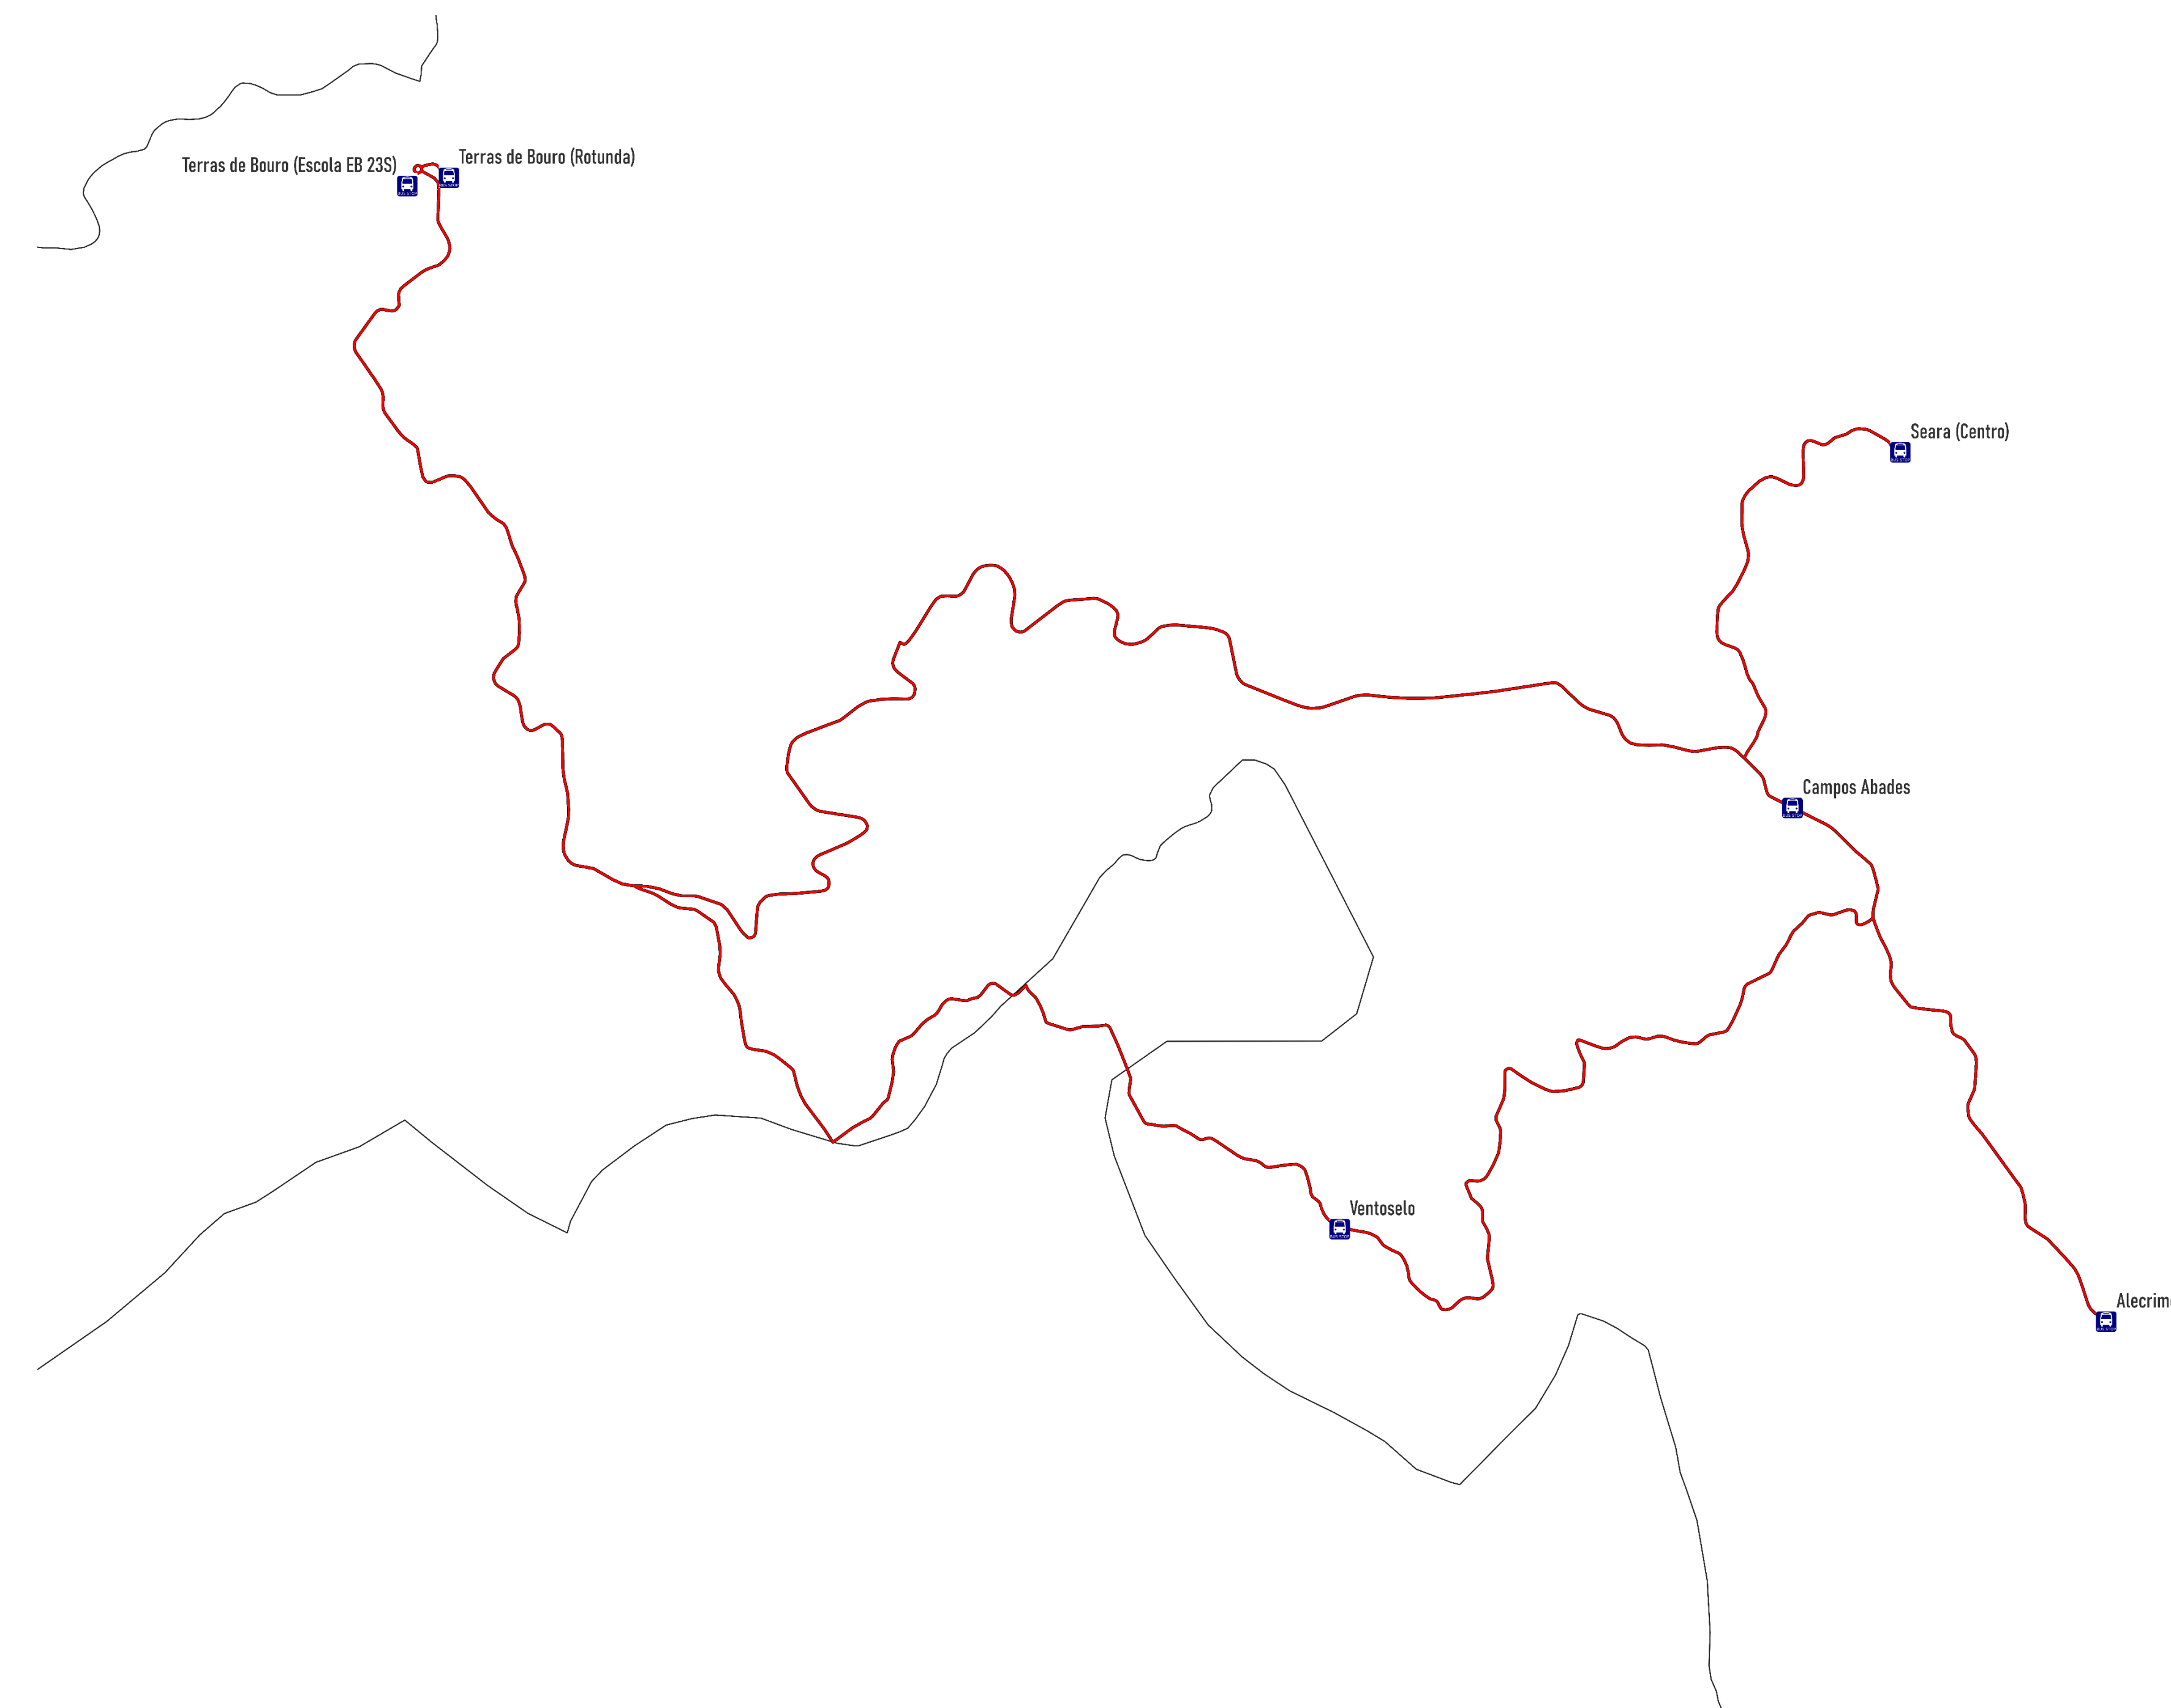 Terras de Bouro (Rotunda)
Terras de Bouro (Escola EB 23S)
Seara (Centro)
Campos Abades
Ventoselo